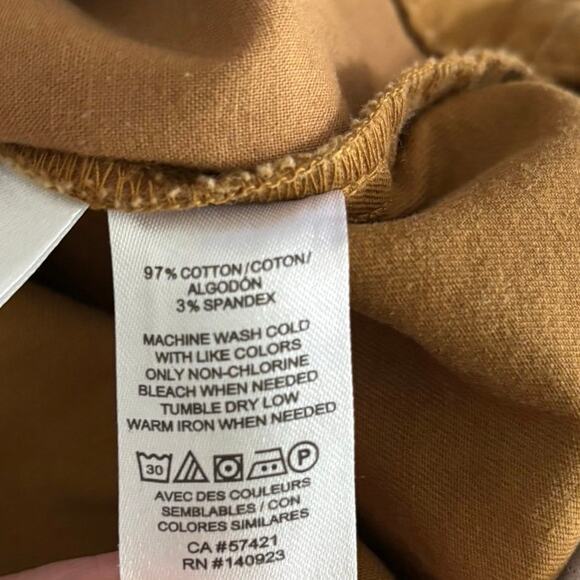 97% COTTON/COTON/
ALGODÓN
3% SPANDEX
MACHINE WASH COLD
WITH LIKE COLORS
ONLY NON-CHLORINE
BLEACH WHEN NEEDED
TUMBLE DRY LOW
WARM IRON WHEN NEEDED
30 P
AVEC DES COULEURS
SEMBLABLES / CON
COLORES SIMILARES
CA #57421
RN #140923